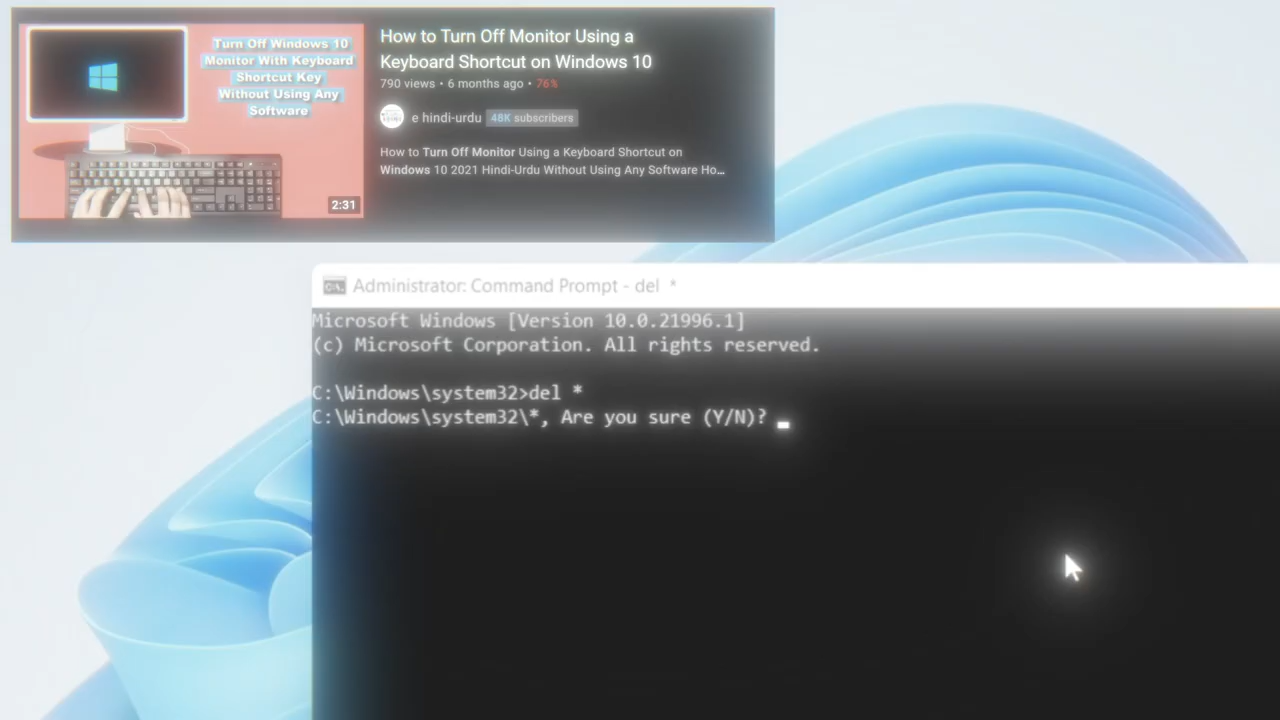 Turn Off Windows 10
Monitor With Keyboard
Shortcut Key
Without Using Any
Software
2:31
How to Turn Off Monitor Using a
Keyboard Shortcut on Windows 10
790 views • 6 months ago • 76%
e hindi-urdu 48K subscribers
How to Turn Off Monitor Using a Keyboard Shortcut on
Windows 10 2021 Hindi-Urdu Without Using Any Software Ho...
Administrator: Command Prompt - del  *
Microsoft Windows [Version 10.0.21996.1]
(c) Microsoft Corporation. All rights reserved.
C:\Windows\system32>del *
C:\Windows\system32\*, Are you sure (Y/N)?